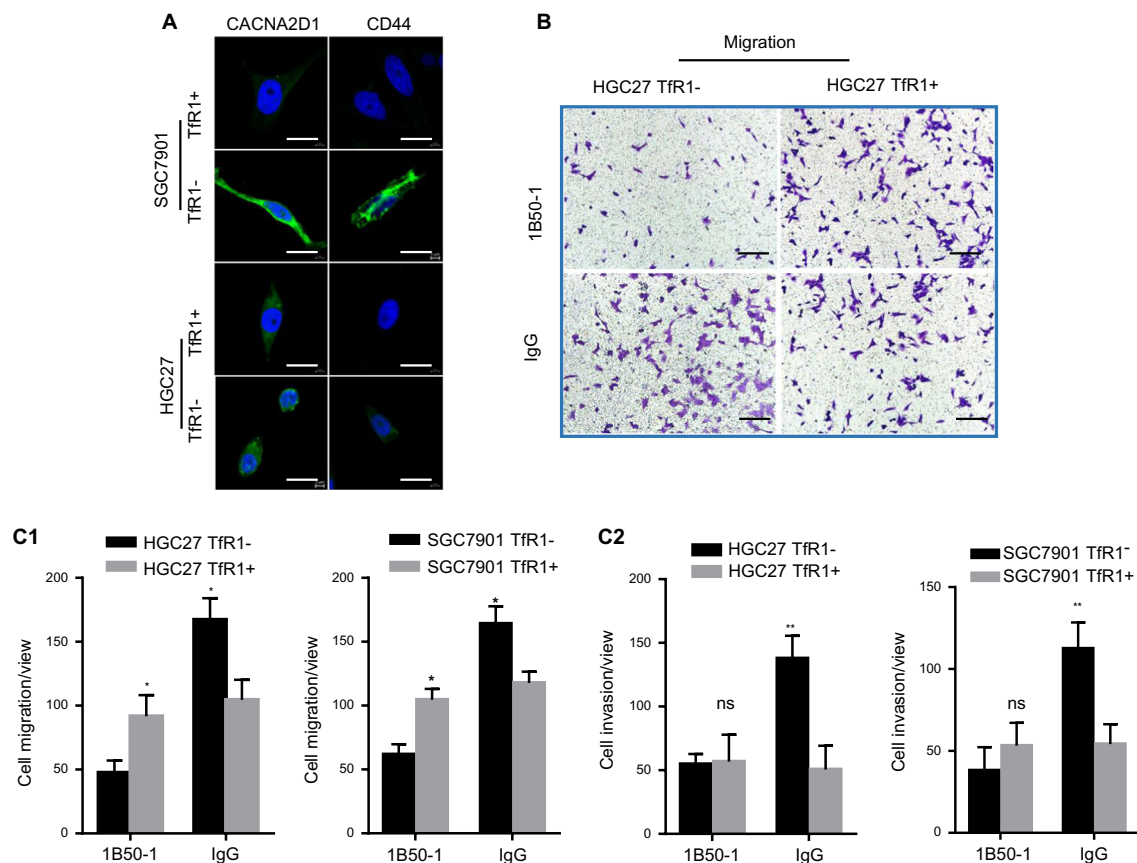 A
CACNA2D1
CD44
SGC7901
TfR1+
TfR1-
HGC27
TfR1+
TfR1-
B
Migration
HGC27 TfR1-
HGC27 TfR1+
1B50-1
IgG
C1
HGC27 TfR1-
HGC27 TfR1+
Cell migration/view
200
150
100
50
0
*
*
1B50-1
IgG
SGC7901 TfR1-
SGC7901 TfR1+
Cell migration/view
200
150
100
50
0
*
*
1B50-1
IgG
C2
HGC27 TfR1-
HGC27 TfR1+
Cell invasion/view
200
150
100
50
0
ns
**
1B50-1
IgG
SGC7901 TfR1-
SGC7901 TfR1+
Cell invasion/view
150
100
50
0
ns
**
1B50-1
IgG